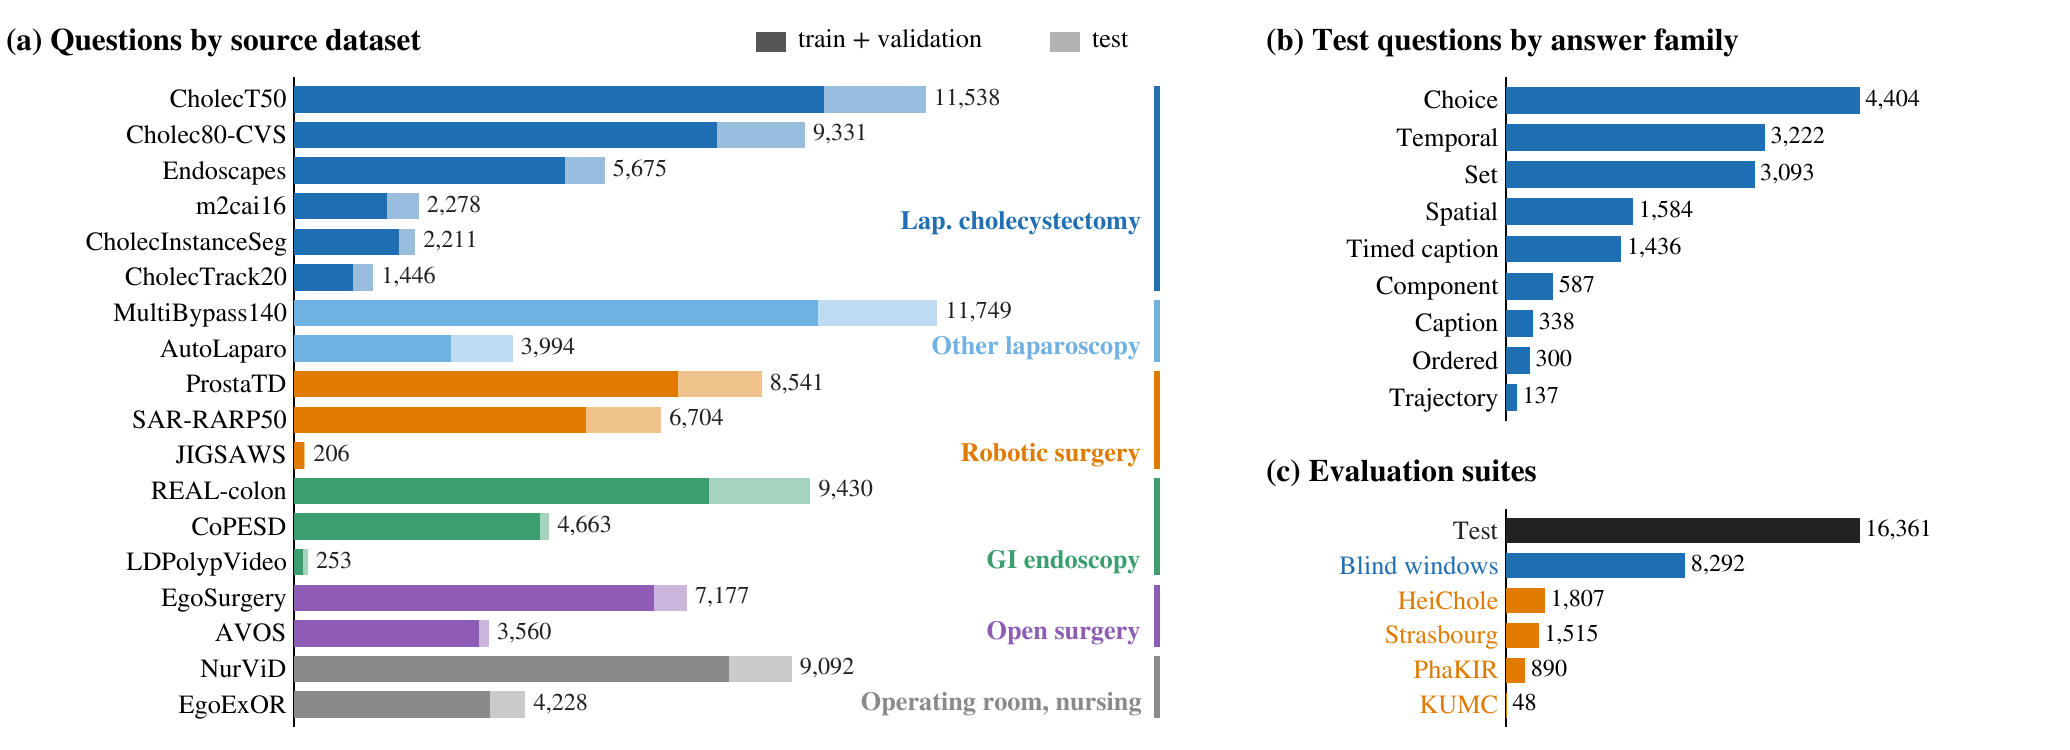 (a) Questions by source dataset
train + validation
test
CholecT50 11,538
Cholec80-CVS 9,331
Endoscapes 5,675
m2cai16 2,278
CholecInstanceSeg 2,211
CholecTrack20 1,446
Lap. cholecystectomy
MultiBypass140 11,749
AutoLaparo 3,994
Other laparoscopy
ProstaTD 8,541
SAR-RARP50 6,704
JIGSAWS 206
Robotic surgery
REAL-colon 9,430
CoPESD 4,663
LDPolypVideo 253
GI endoscopy
EgoSurgery 7,177
AVOS 3,560
Open surgery
NurViD 9,092
EgoExOR 4,228
Operating room, nursing
(b) Test questions by answer family
Choice 4,404
Temporal 3,222
Set 3,093
Spatial 1,584
Timed caption 1,436
Component 587
Caption 338
Ordered 300
Trajectory 137
(c) Evaluation suites
Test 16,361
Blind windows 8,292
HeiChole 1,807
Strasbourg 1,515
PhaKIR 890
KUMC 48